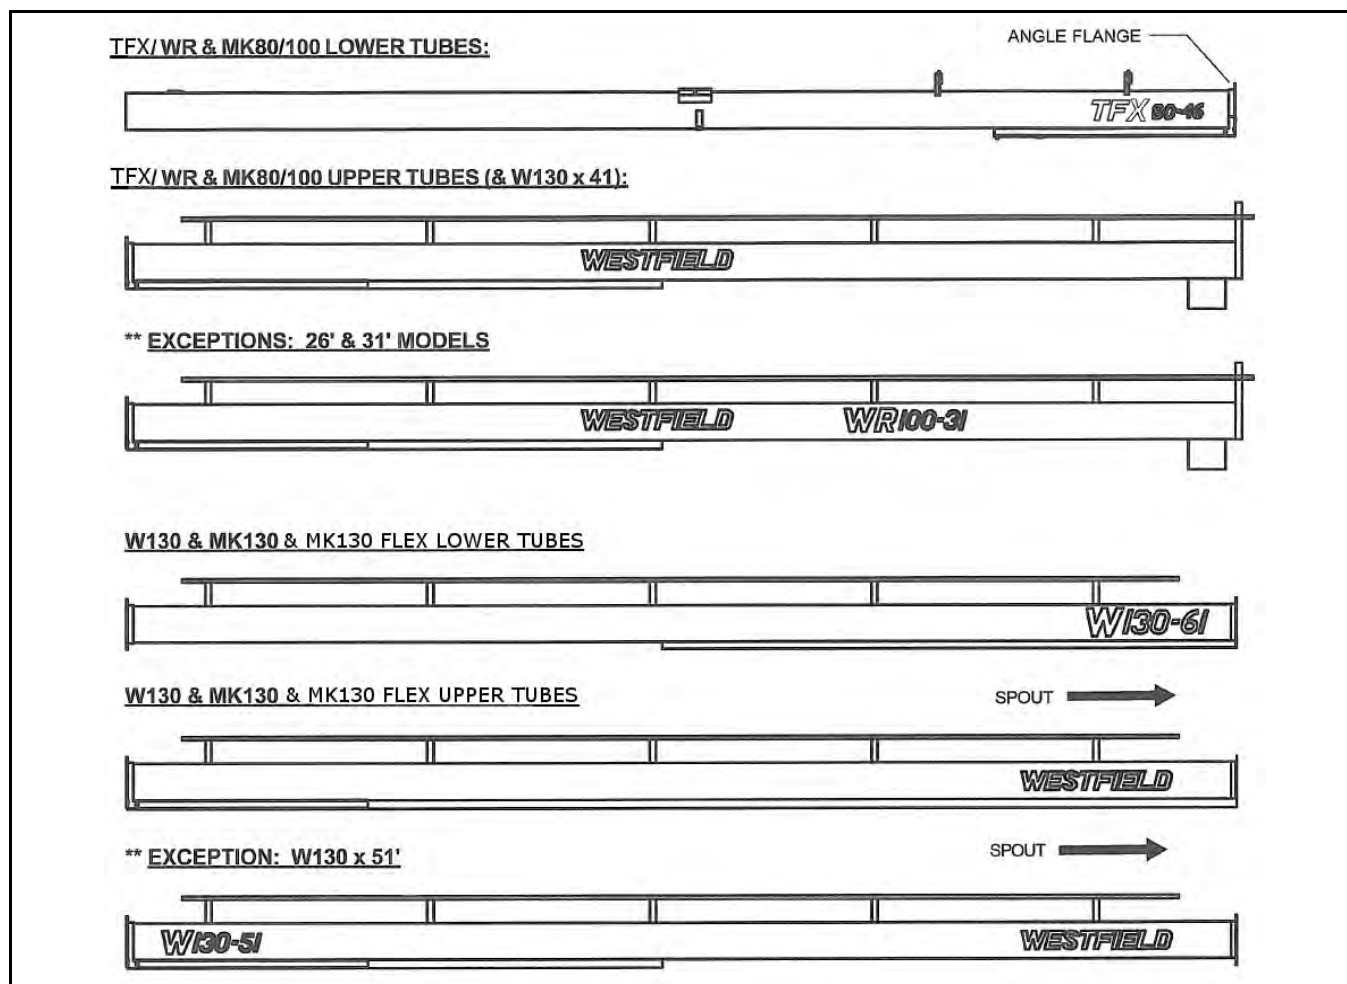 TFX/ WR & MK80/100 LOWER TUBES:
ANGLE FLANGE
TFX 80-46
TFX/ WR & MK80/100 UPPER TUBES (& W130 x 41):
WESTFIELD
** EXCEPTIONS: 26' & 31' MODELS
WESTFIELD WR100-31
W130 & MK130 & MK130 FLEX LOWER TUBES
W130-61
W130 & MK130 & MK130 FLEX UPPER TUBES
SPOUT
WESTFIELD
** EXCEPTION: W130 x 51'
SPOUT
W130-51 WESTFIELD